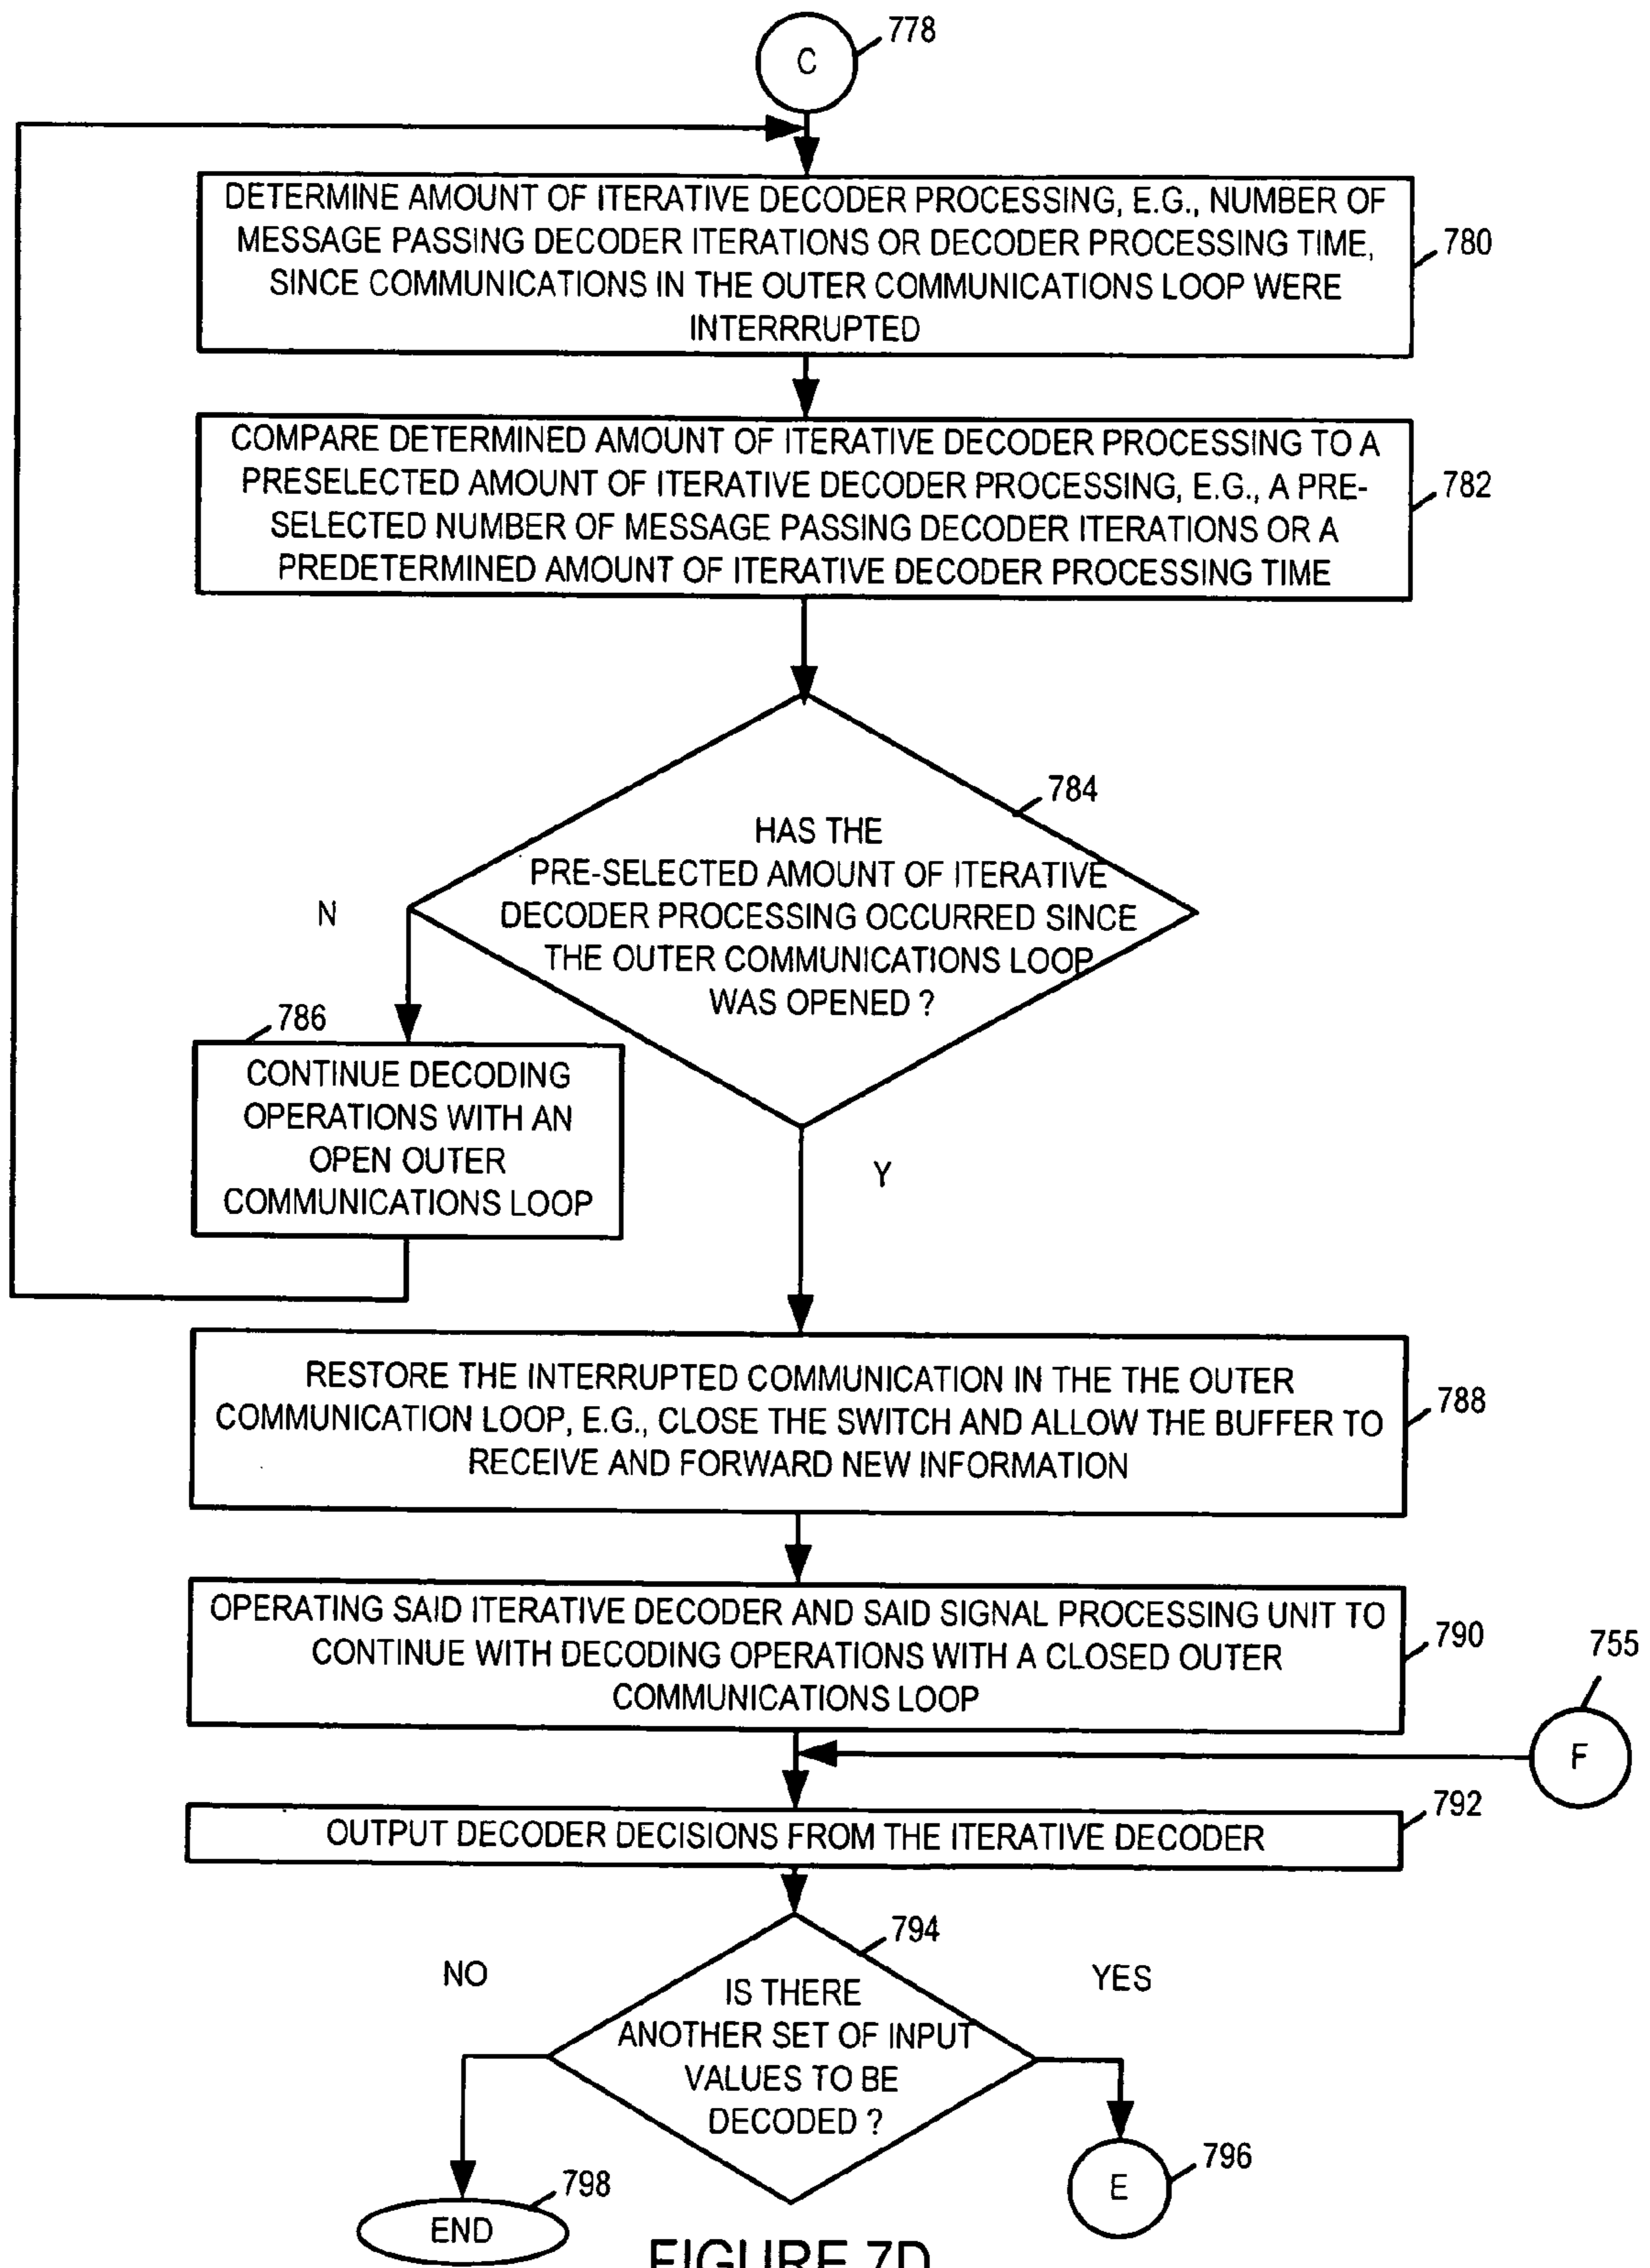 C
778
DETERMINE AMOUNT OF ITERATIVE DECODER PROCESSING, E.G., NUMBER OF
MESSAGE PASSING DECODER ITERATIONS OR DECODER PROCESSING TIME,
SINCE COMMUNICATIONS IN THE OUTER COMMUNICATIONS LOOP WERE
INTERRRUPTED
780
COMPARE DETERMINED AMOUNT OF ITERATIVE DECODER PROCESSING TO A
PRESELECTED AMOUNT OF ITERATIVE DECODER PROCESSING, E.G., A PRE-
SELECTED NUMBER OF MESSAGE PASSING DECODER ITERATIONS OR A
PREDETERMINED AMOUNT OF ITERATIVE DECODER PROCESSING TIME
782
784
HAS THE
PRE-SELECTED AMOUNT OF ITERATIVE
DECODER PROCESSING OCCURRED SINCE
THE OUTER COMMUNICATIONS LOOP
WAS OPENED ?
N
786
CONTINUE DECODING
OPERATIONS WITH AN
OPEN OUTER
COMMUNICATIONS LOOP
Y
RESTORE THE INTERRUPTED COMMUNICATION IN THE THE OUTER
COMMUNICATION LOOP, E.G., CLOSE THE SWITCH AND ALLOW THE BUFFER TO
RECEIVE AND FORWARD NEW INFORMATION
788
OPERATING SAID ITERATIVE DECODER AND SAID SIGNAL PROCESSING UNIT TO
CONTINUE WITH DECODING OPERATIONS WITH A CLOSED OUTER
COMMUNICATIONS LOOP
790
755
F
OUTPUT DECODER DECISIONS FROM THE ITERATIVE DECODER
792
794
NO
YES
IS THERE
ANOTHER SET OF INPUT
VALUES TO BE
DECODED ?
798
END
E
796
FIGURE 7D